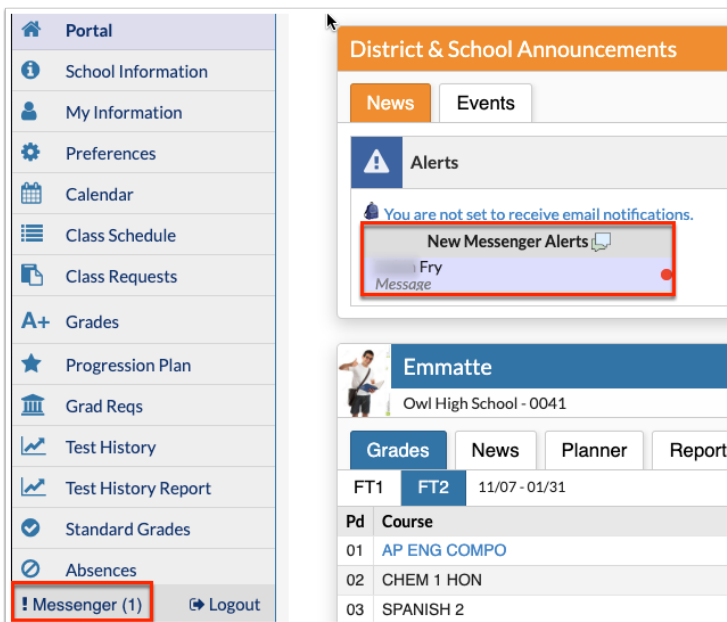 Portal
School Information
My Information
Preferences
Calendar
Class Schedule
Class Requests
A+ Grades
Progression Plan
Grad Reqs
Test History
Test History Report
Standard Grades
Absences
! Messenger (1) Logout
District & School Announcements
News Events
Alerts
You are not set to receive email notifications.
New Messenger Alerts
Fry
Message
Emmatte
Owl High School - 0041
Grades News Planner Report
FT1 FT2 11/07 - 01/31
Pd Course
01 AP ENG COMPO
02 CHEM 1 HON
03 SPANISH 2